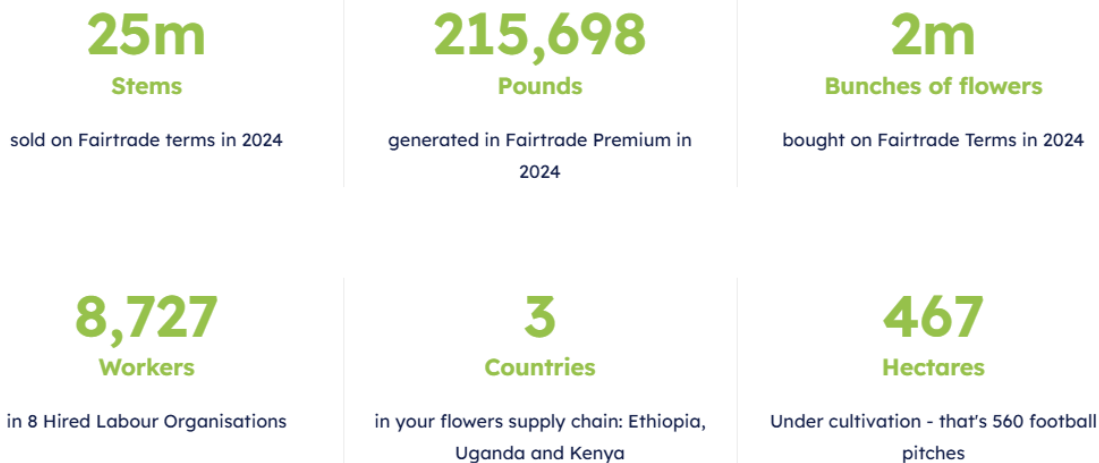 25m
Stems
sold on Fairtrade terms in 2024
215,698
Pounds
generated in Fairtrade Premium in
2024
2m
Bunches of flowers
bought on Fairtrade Terms in 2024
8,727
Workers
in 8 Hired Labour Organisations
3
Countries
in your flowers supply chain: Ethiopia,
Uganda and Kenya
467
Hectares
Under cultivation - that's 560 football
pitches